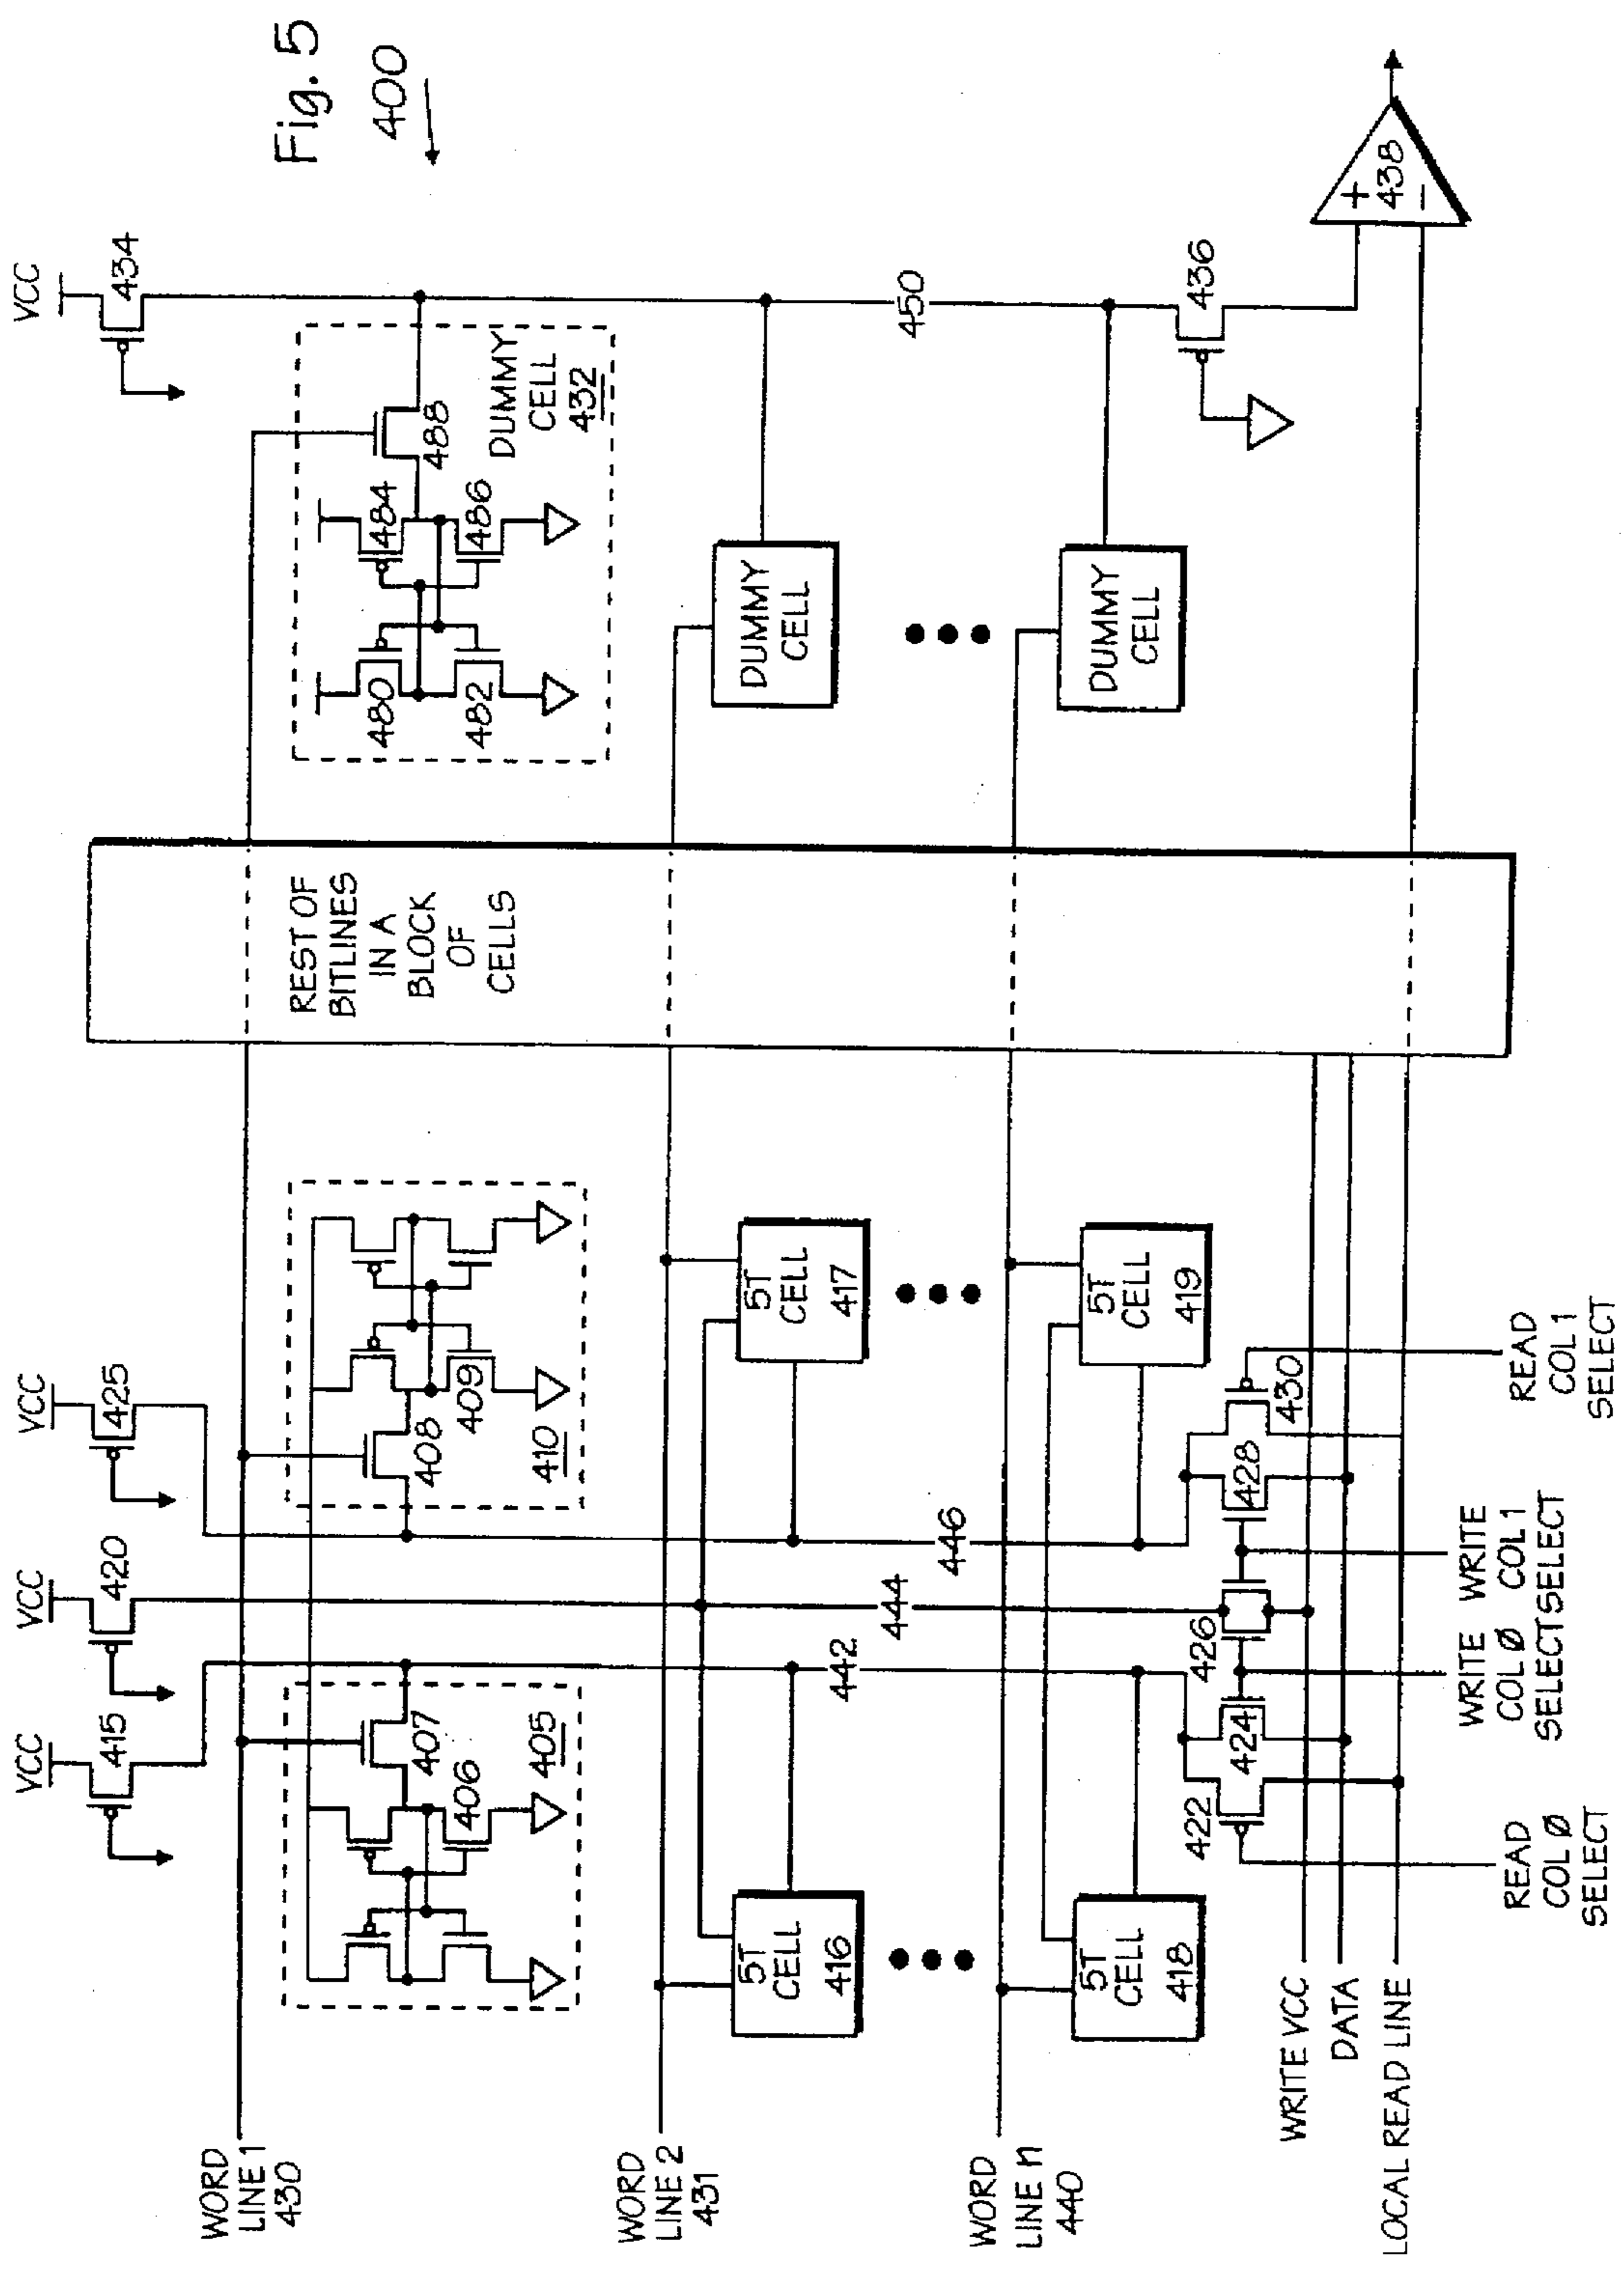 Fig. 5
400
VCC
415
VCC
420
VCC
425
VCC
434
WORD
LINE 1
430
407
406
405
408
409
410
REST OF
BITLINES
IN A
BLOCK
OF
CELLS
480
482
484
486
488
DUMMY
CELL
432
WORD
LINE 2
431
5T
CELL
416
5T
CELL
417
DUMMY
CELL
442
444
446
450
WORD
LINE n
440
5T
CELL
418
5T
CELL
419
DUMMY
CELL
422
424
426
428
430
436
WRITE VCC
DATA
LOCAL READ LINE
+
438
−
READ
COL Ø
SELECT
WRITE
COL Ø
SELECT
WRITE
COL 1
SELECT
READ
COL 1
SELECT